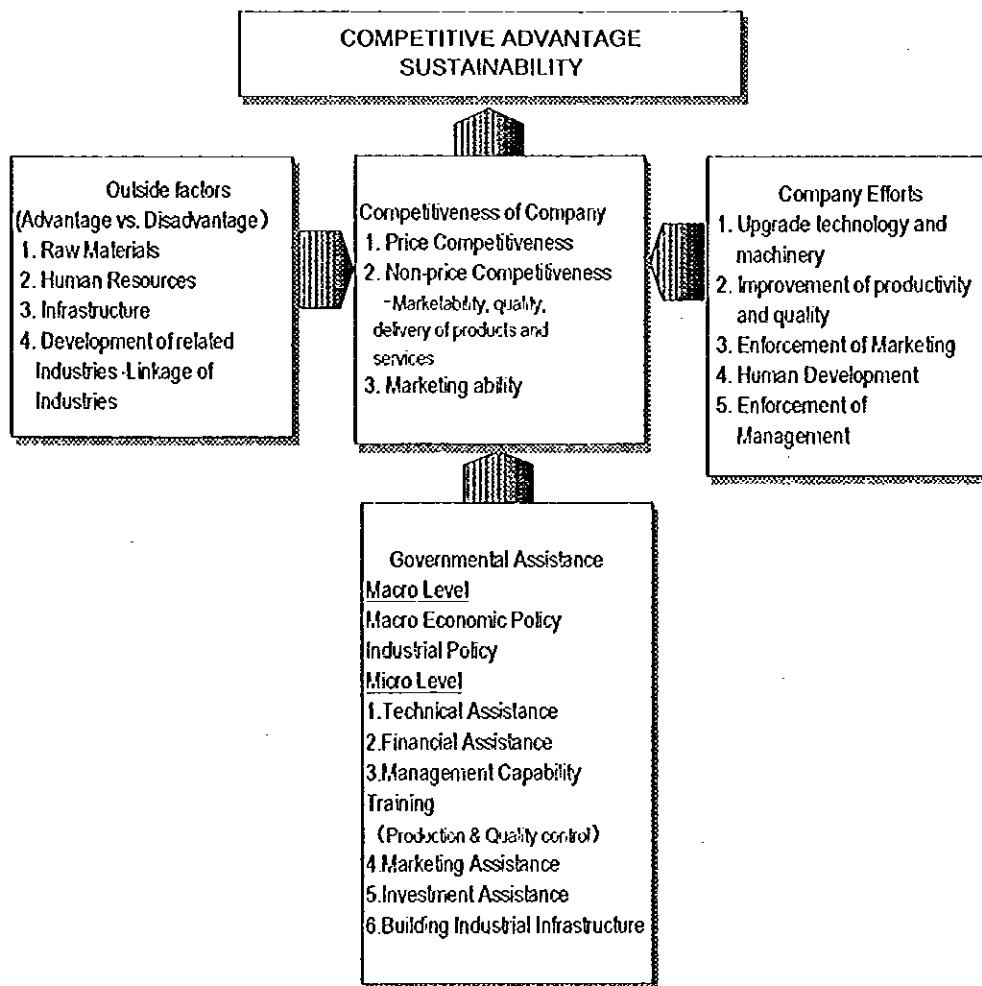 COMPETITIVE ADVANTAGE
SUSTAINABILITY
Outside factors
(Advantage vs. Disadvantage)
1. Raw Materials
2. Human Resources
3. Infrastructure
4. Development of related
Industries -Linkage of
Industries
Competitiveness of Company
1. Price Competitiveness
2. Non-price Competitiveness
-Marketability, quality,
delivery of products and
services
3. Marketing ability
Company Efforts
1. Upgrade technology and
machinery
2. Improvement of productivity
and quality
3. Enforcement of Marketing
4. Human Development
5. Enforcement of
Management
Governmental Assistance
Macro Level
Macro Economic Policy
Industrial Policy
Micro Level
1.Technical Assistance
2.Financial Assistance
3.Management Capability
Training
(Production & Quality control)
4.Marketing Assistance
5.Investment Assistance
6.Building Industrial Infrastructure